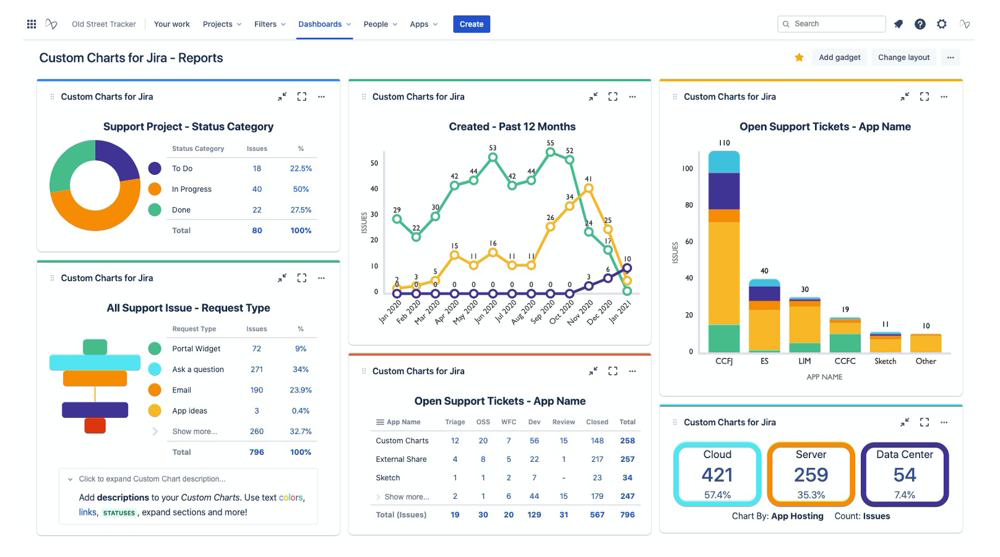 Old Street Tracker Your work Projects Filters Dashboards People Apps Create Search
Custom Charts for Jira - Reports
Add gadget Change layout
Custom Charts for Jira
Support Project - Status Category
Status Category Issues %
To Do 18 22.5%
In Progress 40 50%
Done 22 27.5%
Total 80 100%
Custom Charts for Jira
All Support Issue - Request Type
Request Type Issues %
Portal Widget 72 9%
Ask a question 271 34%
Email 190 23.9%
App ideas 3 0.4%
Show more... 260 32.7%
Total 796 100%
Click to expand Custom Chart description...
Add descriptions to your Custom Charts. Use text colors,
links, STATUSES , expand sections and more!
Custom Charts for Jira
Created - Past 12 Months
ISSUES
50
40
30
20
10
0
29 22 30 42 44 53 42 44 55 52 24 17
2 3 5 15 11 16 11 11 26 34 41 25
0 0 0 0 0 0 0 0 0 0 3 6 10
Jan 2020 Feb 2020 Mar 2020 Apr 2020 May 2020 Jun 2020 Jul 2020 Aug 2020 Sep 2020 Oct 2020 Nov 2020 Dec 2020 Jan 2021
Custom Charts for Jira
Open Support Tickets - App Name
App Name Triage OSS WFC Dev Review Closed Total
Custom Charts 12 20 7 56 15 148 258
External Share 4 8 5 22 1 217 257
Sketch 1 1 2 7 - 23 34
Show more... 2 1 6 44 15 179 247
Total (Issues) 19 30 20 129 31 567 796
Custom Charts for Jira
Open Support Tickets - App Name
ISSUES
100
80
60
40
20
0
110 40 30 19 11 10
CCFJ ES LIM CCFC Sketch Other
APP NAME
Custom Charts for Jira
Cloud Server Data Center
421 259 54
57.4% 35.3% 7.4%
Chart By: App Hosting Count: Issues